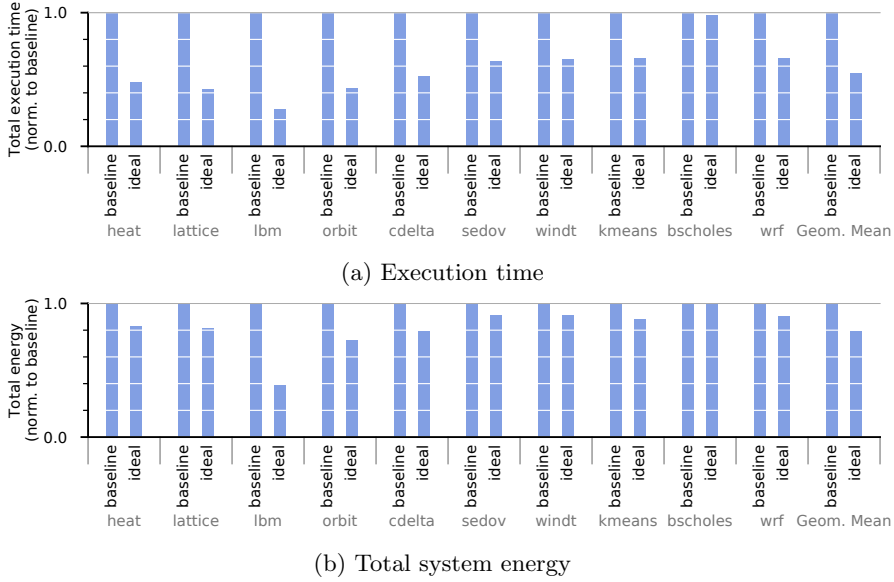 Total execution time
(norm. to baseline)
1.0
0.0
baseline ideal baseline ideal baseline ideal baseline ideal baseline ideal baseline ideal baseline ideal baseline ideal baseline ideal baseline ideal baseline ideal
heat lattice lbm orbit cdelta sedov windt kmeans bscholes wrf Geom. Mean
(a) Execution time
Total energy
(norm. to baseline)
1.0
0.0
baseline ideal baseline ideal baseline ideal baseline ideal baseline ideal baseline ideal baseline ideal baseline ideal baseline ideal baseline ideal baseline ideal
heat lattice lbm orbit cdelta sedov windt kmeans bscholes wrf Geom. Mean
(b) Total system energy